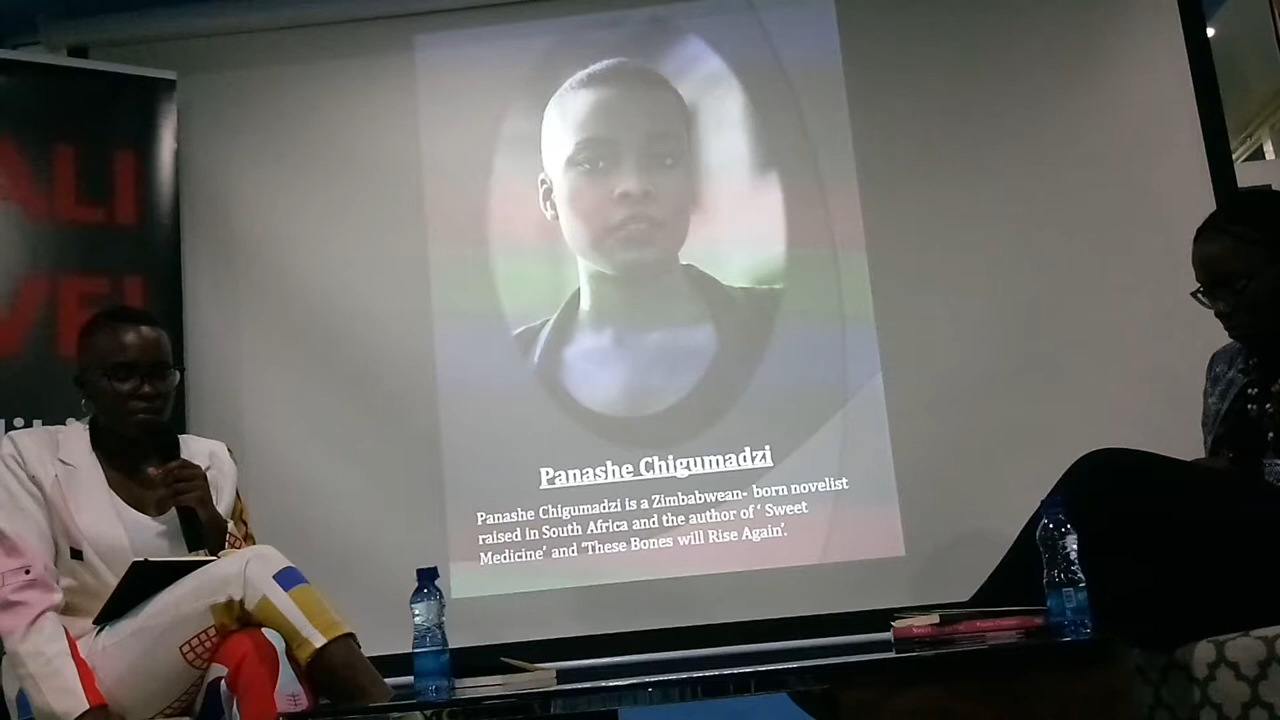 ALI
Panashe Chigumadzi
Panashe Chigumadzi is a Zimbabwean- born novelist
raised in South Africa and the author of ‘ Sweet
Medicine’ and ‘These Bones will Rise Again’.